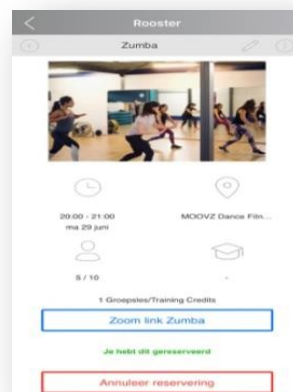 Rooster
Zumba
20:00 - 21:00
ma 29 juni
MOOVZ Dance Fitn...
5 / 10
-
1 Groepsles/Training Credits
Zoom link Zumba
Je hebt dit gereserveerd
Annuleer reservering